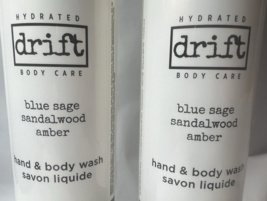 HYDRATED
drift
BODY CARE
blue sage
sandalwood
amber
hand & body wash
savon liquide
HYDRATED
drift
BODY CARE
blue sage
sandalwood
amber
hand & body wash
savon liquide